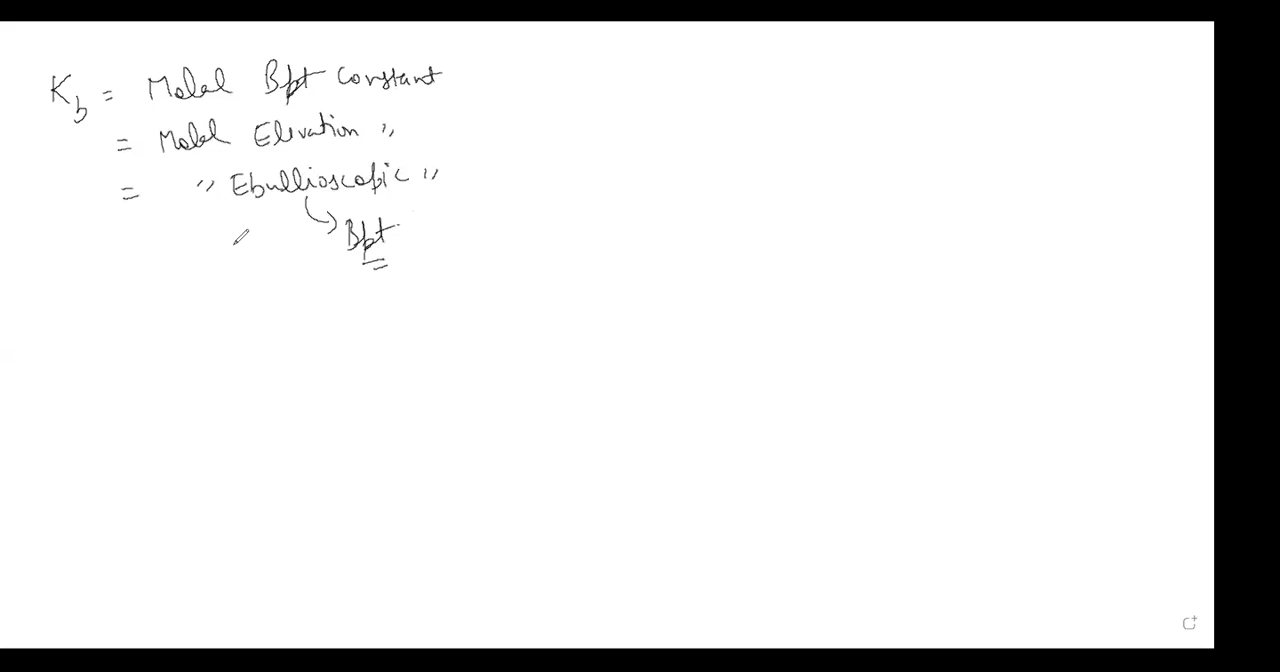 Kb = Molal Bpt Constant
= Molal Elevation "
= " Ebullioscopic "
Bpt